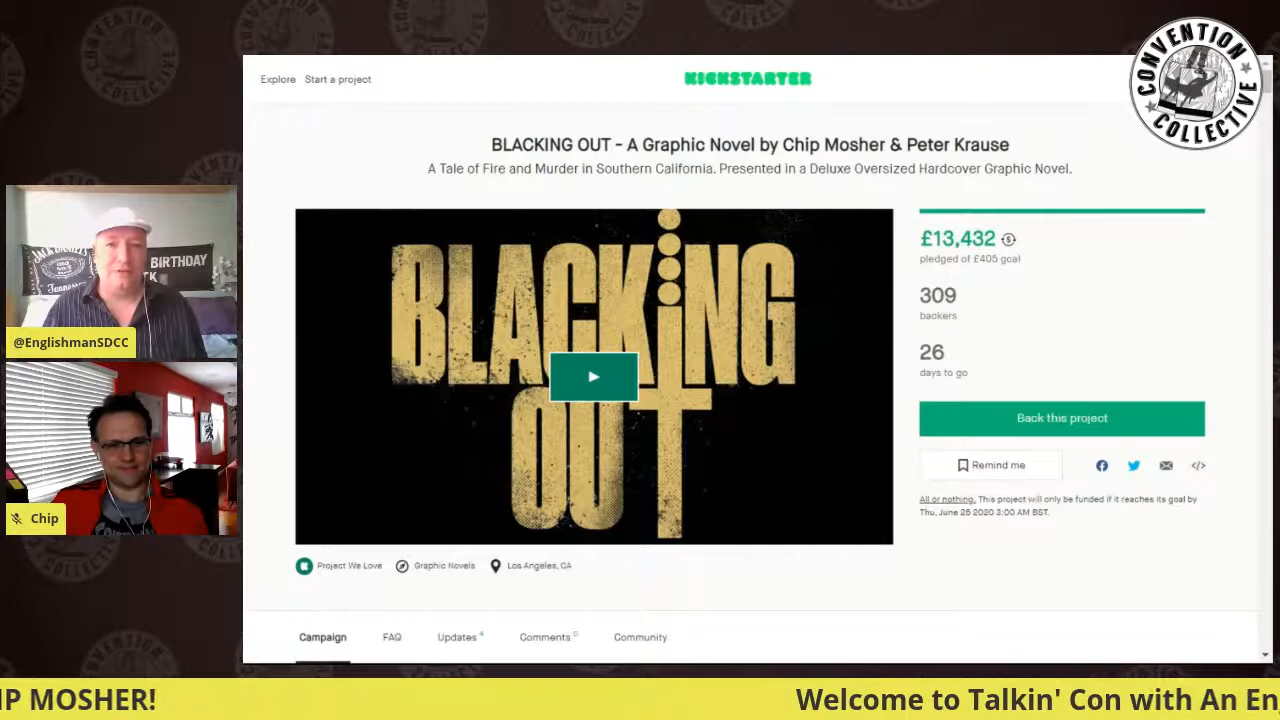 CONVENTION
COLLECTIVE
Explore Start a project
KICKSTARTER
BLACKING OUT - A Graphic Novel by Chip Mosher & Peter Krause
A Tale of Fire and Murder in Southern California. Presented in a Deluxe Oversized Hardcover Graphic Novel.
BLACKiNG
OUt
£13,432
pledged of £405 goal
309
backers
26
days to go
Back this project
Remind me
All or nothing. This project will only be funded if it reaches its goal by
Thu, June 25 2020 3:00 AM BST.
Project We Love
Graphic Novels
Los Angeles, CA
Campaign
FAQ
Updates 4
Comments 0
Community
JACK DANIEL'S
Tennessee
BIRTHDAY
@EnglishmanSDCC
Chip
IP MOSHER!
Welcome to Talkin' Con with An En